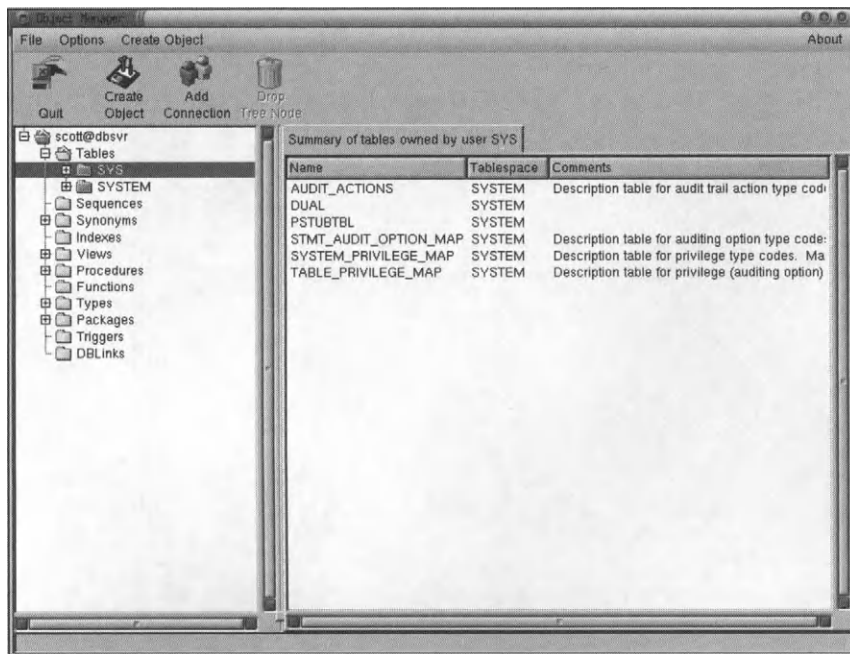 Object Manager
File Options Create Object About
Quit
Create Object
Add Connection
Drop Tree Node
scott@dbsvr
Tables
SYS
SYSTEM
Sequences
Synonyms
Indexes
Views
Procedures
Functions
Types
Packages
Triggers
DBLinks
Summary of tables owned by user SYS
Name Tablespace Comments
AUDIT_ACTIONS SYSTEM Description table for audit trail action type codi
DUAL SYSTEM
PSTUBTBL SYSTEM
STMT_AUDIT_OPTION_MAP SYSTEM Description table for auditing option type code:
SYSTEM_PRIVILEGE_MAP SYSTEM Description table for privilege type codes. Ma
TABLE_PRIVILEGE_MAP SYSTEM Description table for privilege (auditing option)